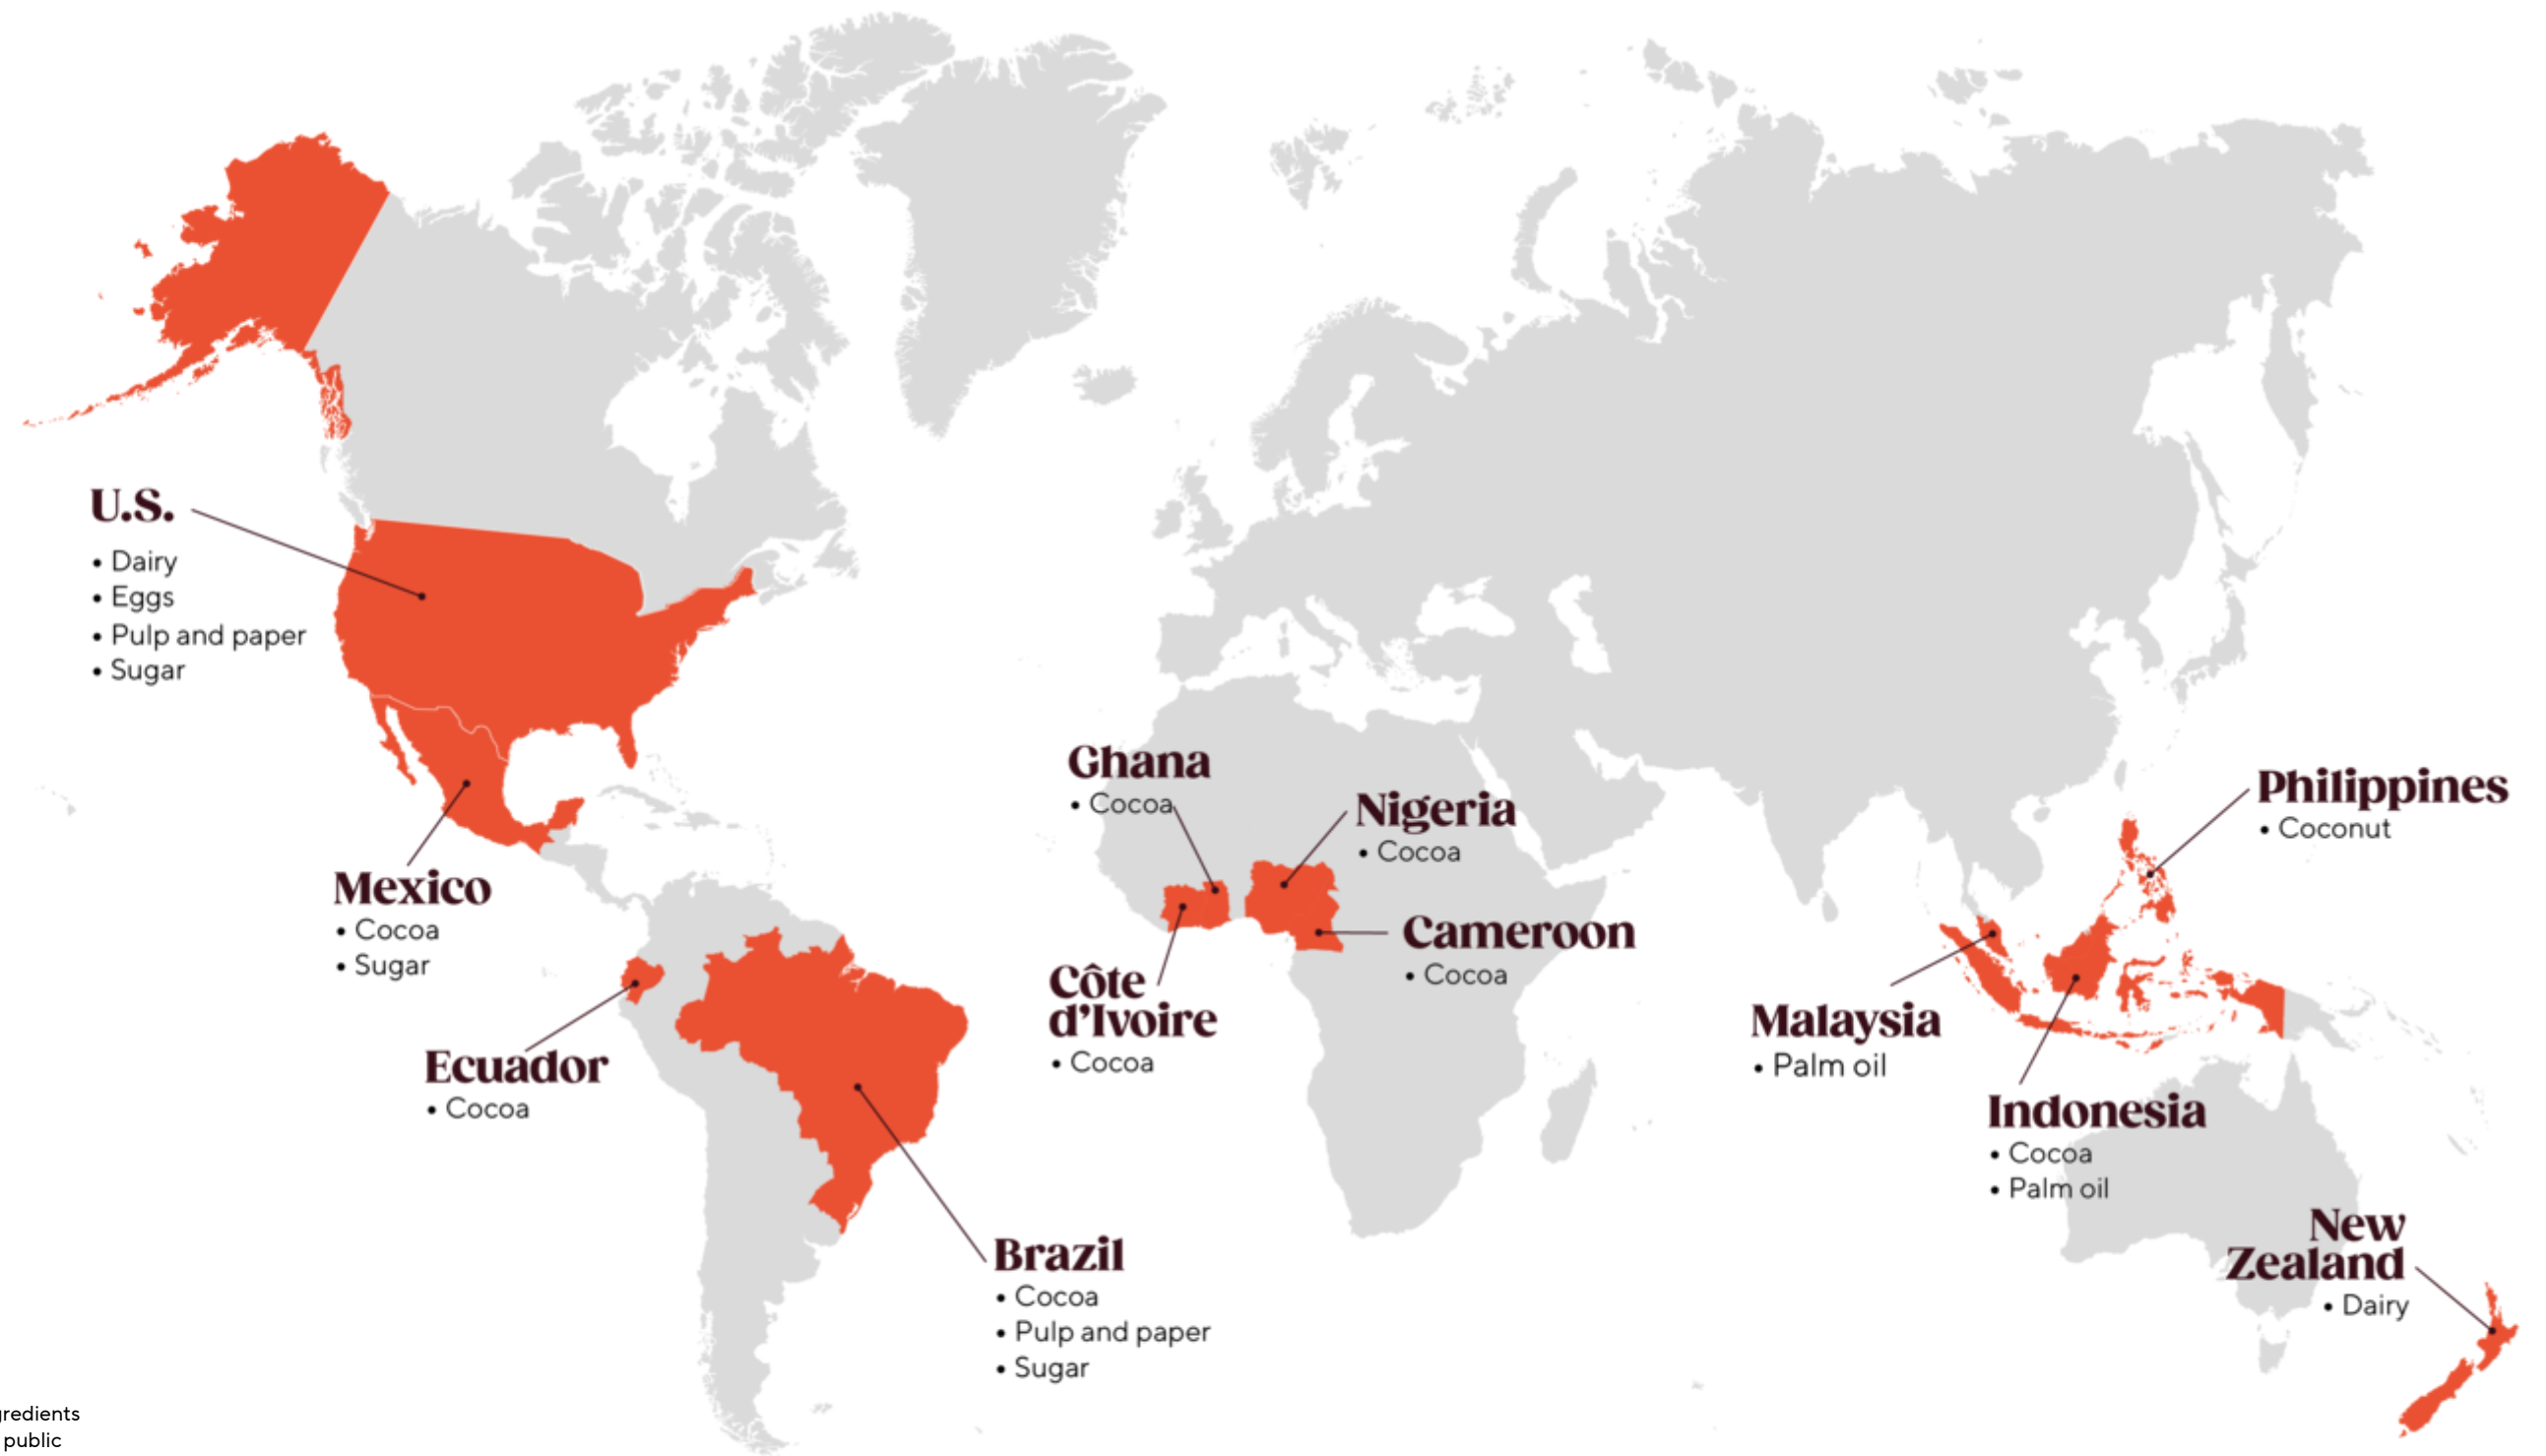 U.S.
• Dairy
• Eggs
• Pulp and paper
• Sugar
Mexico
• Cocoa
• Sugar
Ecuador
• Cocoa
Brazil
• Cocoa
• Pulp and paper
• Sugar
Ghana
• Cocoa
Nigeria
• Cocoa
Cameroon
• Cocoa
Côte
d’Ivoire
• Cocoa
Philippines
• Coconut
Malaysia
• Palm oil
Indonesia
• Cocoa
• Palm oil
New
Zealand
• Dairy
redients
public